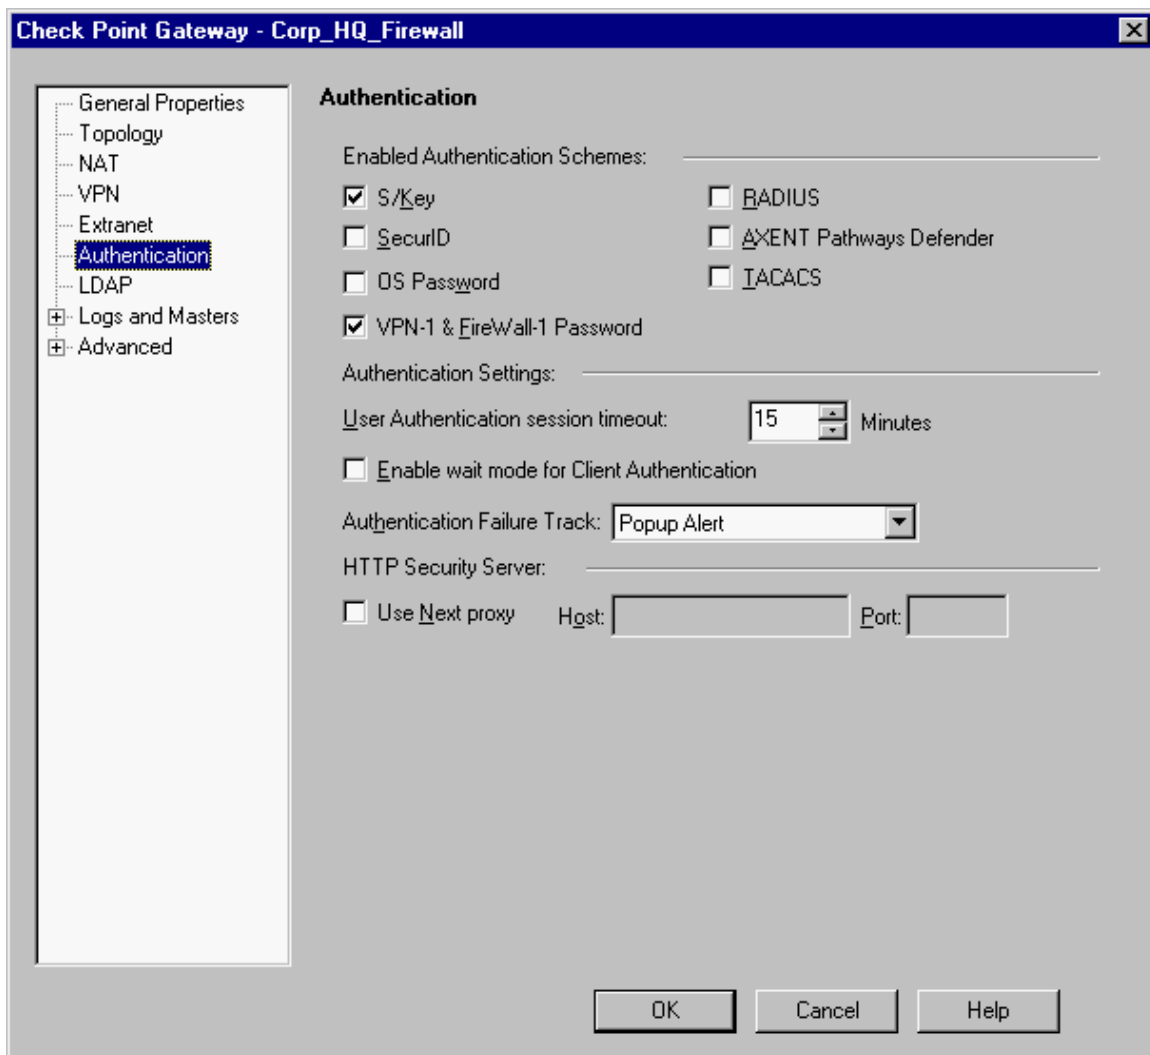 Check Point Gateway - Corp_HQ_Firewall
General Properties
Topology
NAT
VPN
Extranet
Authentication
LDAP
Logs and Masters
Advanced
Authentication
Enabled Authentication Schemes:
S/Key
RADIUS
SecurID
AXENT Pathways Defender
OS Password
TACACS
VPN-1 & FireWall-1 Password
Authentication Settings:
User Authentication session timeout: 15 Minutes
Enable wait mode for Client Authentication
Authentication Failure Track: Popup Alert
HTTP Security Server:
Use Next proxy Host: Port:
OK Cancel Help